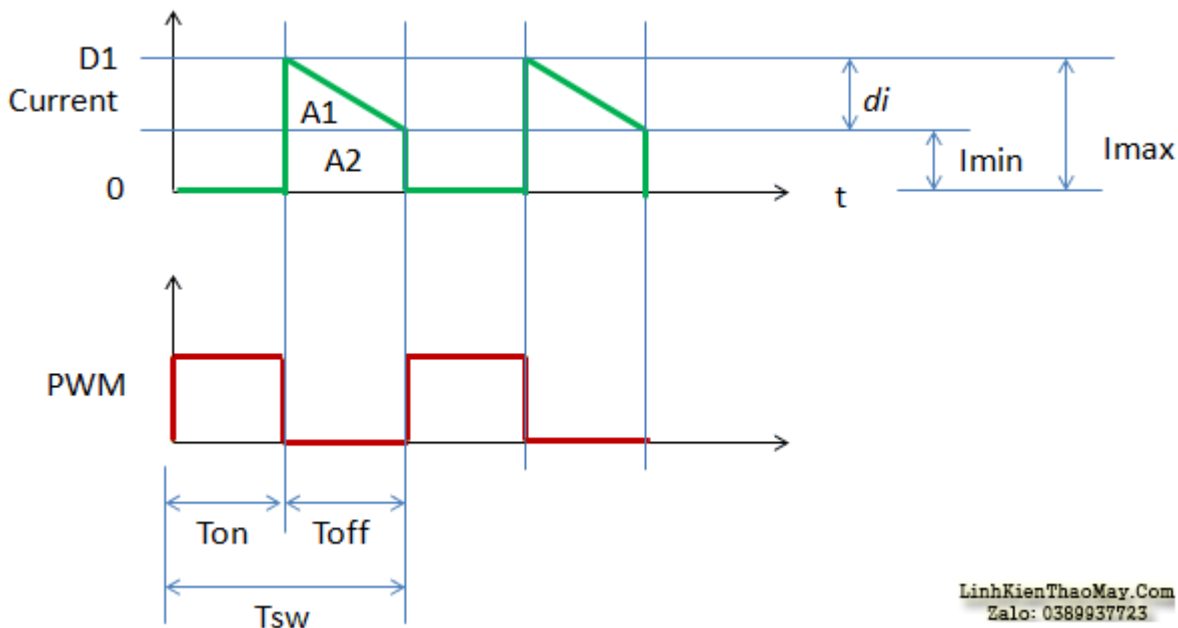 D1
Current
0
A1
A2
t
di
Imin
Imax
PWM
Ton
Toff
Tsw
LinhKienThaoMay.Com
Zalo: 0389937723